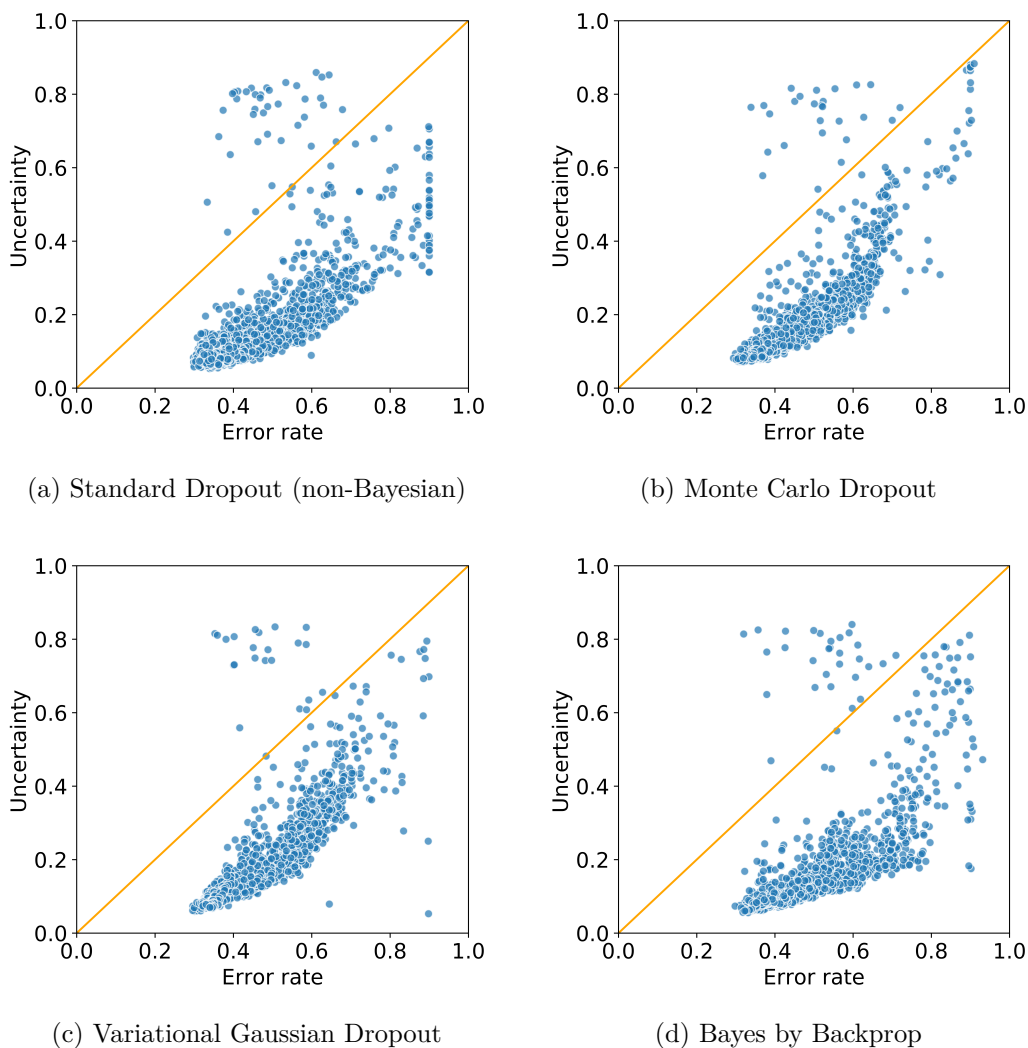 1.0
0.8
0.6
0.4
0.2
0.0
Uncertainty
0.0 0.2 0.4 0.6 0.8 1.0
Error rate
(a) Standard Dropout (non-Bayesian)
1.0
0.8
0.6
0.4
0.2
0.0
Uncertainty
0.0 0.2 0.4 0.6 0.8 1.0
Error rate
(b) Monte Carlo Dropout
1.0
0.8
0.6
0.4
0.2
0.0
Uncertainty
0.0 0.2 0.4 0.6 0.8 1.0
Error rate
(c) Variational Gaussian Dropout
1.0
0.8
0.6
0.4
0.2
0.0
Uncertainty
0.0 0.2 0.4 0.6 0.8 1.0
Error rate
(d) Bayes by Backprop